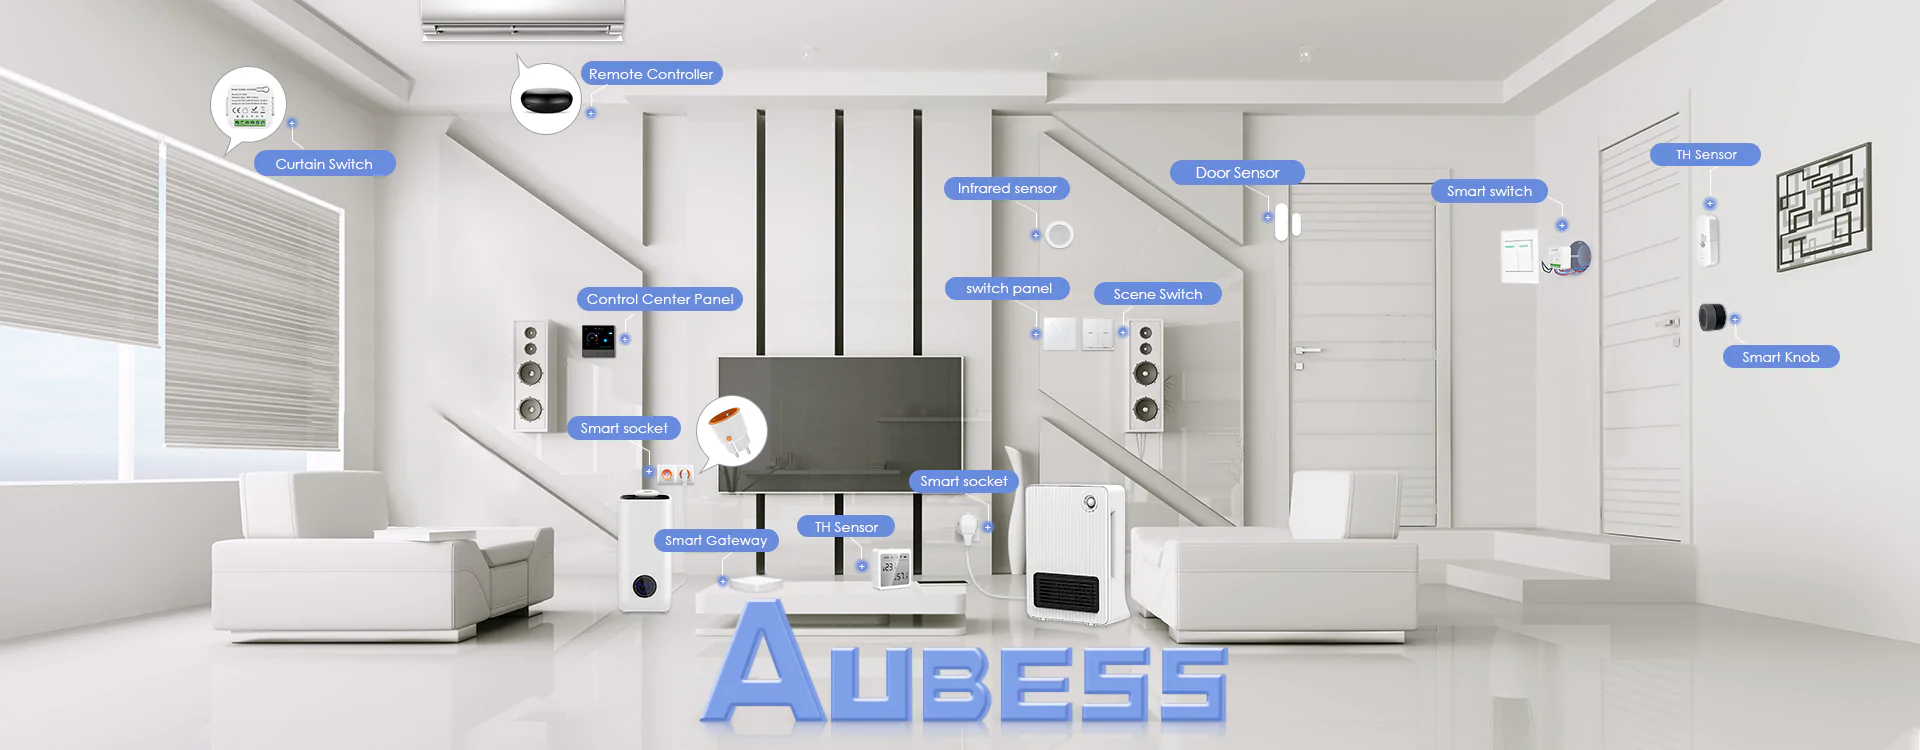 Remote Controller
Curtain Switch
TH Sensor
Door Sensor
Infrared sensor
Smart switch
switch panel
Scene Switch
Control Center Panel
Smart Knob
Smart socket
Smart socket
TH Sensor
Smart Gateway
AUBESS